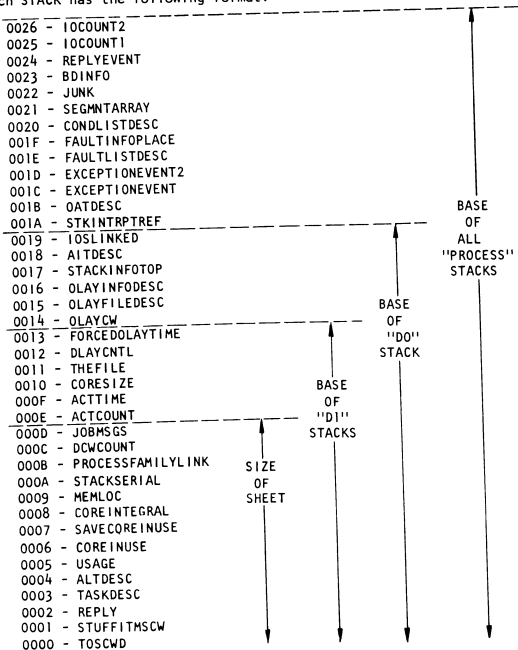 ch STACK has the following format:
0026 - IOCOUNT2
0025 - IOCOUNT1
0024 - REPLYEVENT
0023 - BDINFO
0022 - JUNK
0021 - SEGMNTARRAY
0020 - CONDLISTDESC
001F - FAULTINFOPLACE
001E - FAULTLISTDESC
001D - EXCEPTIONEVENT2
001C - EXCEPTIONEVENT
001B - OATDESC
001A - STKINTRPTREF
0019 - IOSLINKED
0018 - AITDESC
0017 - STACKINFOTOP
0016 - OLAYINFODESC
0015 - OLAYFILEDESC
0014 - OLAYCW
0013 - FORCEDOLAYTIME
0012 - DLAYCNTL
0011 - THEFILE
0010 - CORESIZE
000F - ACTTIME
000E - ACTCOUNT
000D - JOBMSGS
000C - DCWCOUNT
000B - PROCESSFAMILYLINK
000A - STACKSERIAL
0009 - MEMLOC
0008 - COREINTEGRAL
0007 - SAVECOREINUSE
0006 - COREINUSE
0005 - USAGE
0004 - ALTDESC
0003 - TASKDESC
0002 - REPLY
0001 - STUFFITMSCW
0000 - TOSCWD
SIZE
OF
SHEET
BASE
OF
"D1"
STACKS
BASE
OF
"D0"
STACK
BASE
OF
ALL
"PROCESS"
STACKS